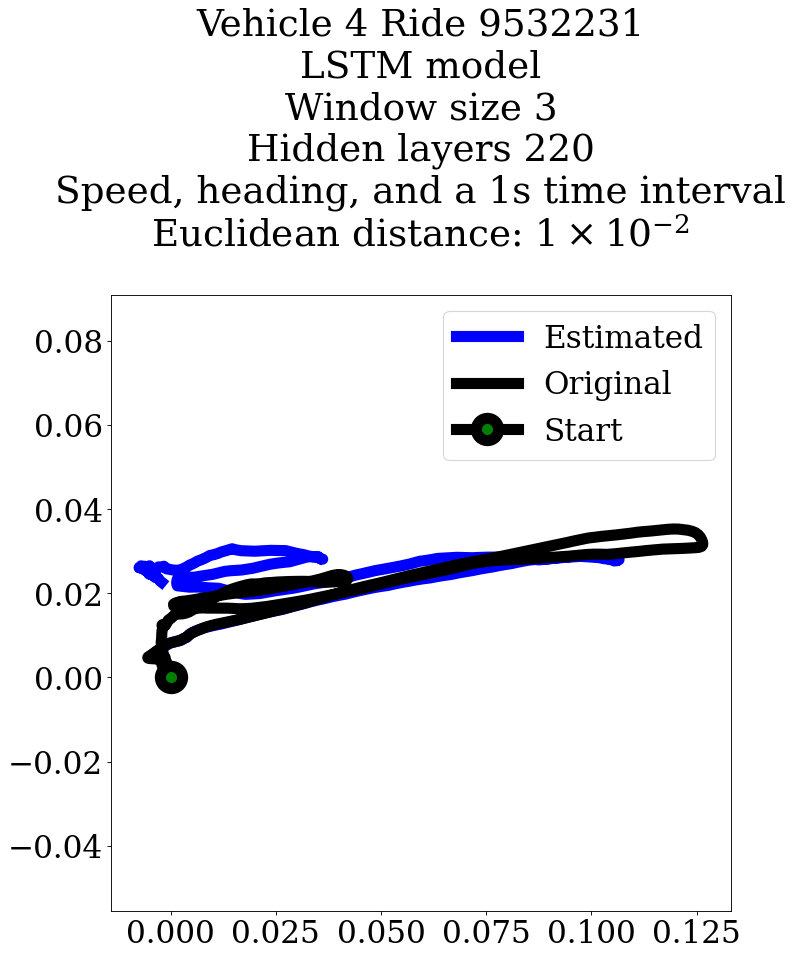 Vehicle 4 Ride 9532231
LSTM model
Window size 3
Hidden layers 220
Speed, heading, and a 1s time interval
Euclidean distance: 1 × 10⁻²
Estimated
Original
Start
0.08
0.06
0.04
0.02
0.00
−0.02
−0.04
0.000 0.025 0.050 0.075 0.100 0.125